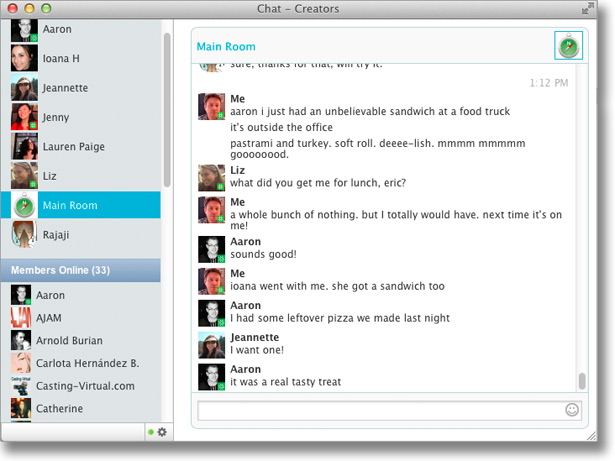 Chat – Creators
Aaron
Ioana H
Jeannette
Jenny
Lauren Paige
Liz
Main Room
Rajaji
Members Online (33)
Aaron
AJAM
Arnold Burian
Carlota Hernández B.
Casting-Virtual.com
Catherine
Main Room
sure, thanks for that, will try it.
1:12 PM
Me
aaron i just had an unbelievable sandwich at a food truck
it's outside the office
pastrami and turkey. soft roll. deeee-lish. mmmm mmmmm
goooooood.
Liz
what did you get me for lunch, eric?
Me
a whole bunch of nothing. but I totally would have. next time it's on
me!
Aaron
sounds good!
Me
ioana went with me. she got a sandwich too
Aaron
I had some leftover pizza we made last night
Jeannette
I want one!
Aaron
it was a real tasty treat